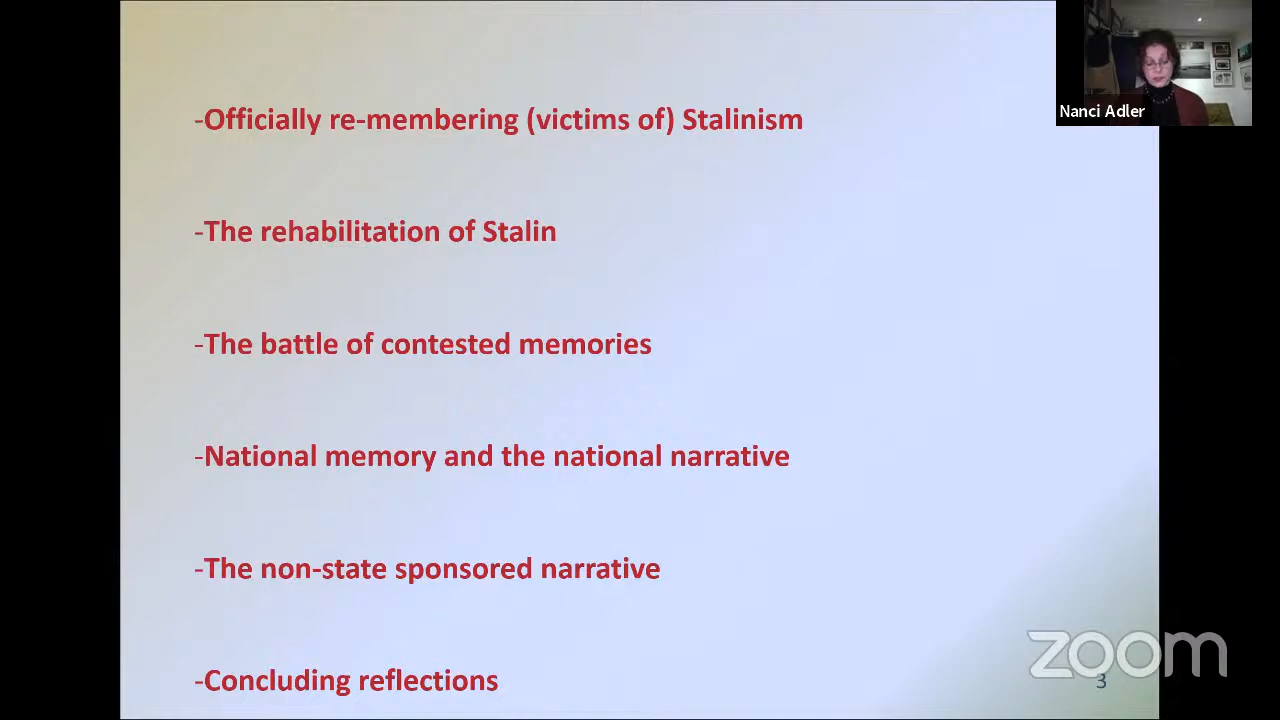 -Officially re-membering (victims of) Stalinism
Nanci Adler
-The rehabilitation of Stalin
-The battle of contested memories
-National memory and the national narrative
-The non-state sponsored narrative
-Concluding reflections
zoom
3